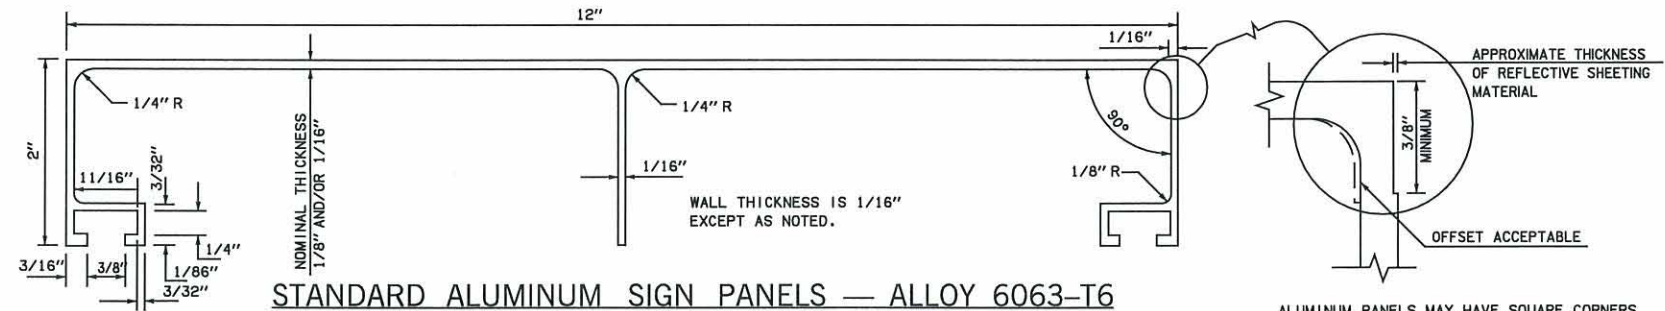 12"
1/16"
APPROXIMATE THICKNESS
OF REFLECTIVE SHEETING
MATERIAL
1/4" R
1/4" R
90°
3/8"
MINIMUM
2"
NOMINAL THICKNESS
1/8" AND/OR 1/16"
11/16"
3/32"
1/16"
1/8" R
WALL THICKNESS IS 1/16"
EXCEPT AS NOTED.
OFFSET ACCEPTABLE
1/4"
3/16"
3/8"
1/86"
3/32"
STANDARD ALUMINUM SIGN PANELS — ALLOY 6063-T6
ALUMINUM PANELS MAY HAVE SQUARE CORNERS